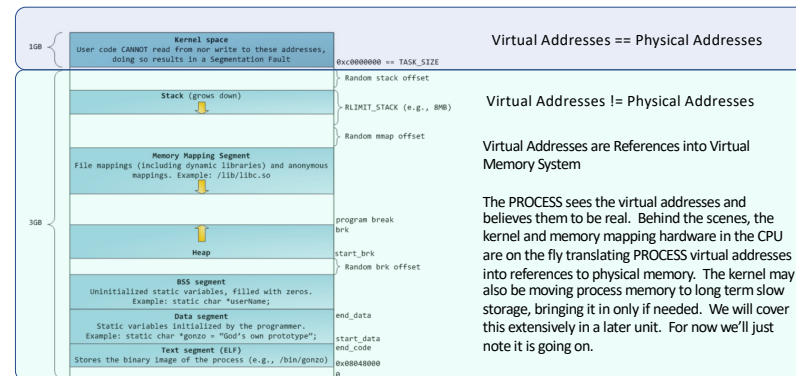 1GB
Kernel space
User code CANNOT read from nor write to these addresses,
doing so results in a Segmentation Fault
0xc0000000 == TASK_SIZE
Random stack offset
Stack (grows down)
RLIMIT_STACK (e.g., 8MB)
Random mmap offset
Memory Mapping Segment
File mappings (including dynamic libraries) and anonymous
mappings. Example: /lib/libc.so
3GB
program break
brk
Heap
start_brk
Random brk offset
BSS segment
Uninitialized static variables, filled with zeros.
Example: static char *userName;
Data segment
Static variables initialized by the programmer.
Example: static char *gonzo = "God's own prototype";
end_data
start_data
Text segment (ELF)
Stores the binary image of the process (e.g., /bin/gonzo)
end_code
0x08048000
0
Virtual Addresses == Physical Addresses
Virtual Addresses != Physical Addresses
Virtual Addresses are References into Virtual
Memory System
The PROCESS sees the virtual addresses and
believes them to be real. Behind the scenes, the
kernel and memory mapping hardware in the CPU
are on the fly translating PROCESS virtual addresses
into references to physical memory. The kernel may
also be moving process memory to long term slow
storage, bringing it in only if needed. We will cover
this extensively in a later unit. For now we'll just
note it is going on.